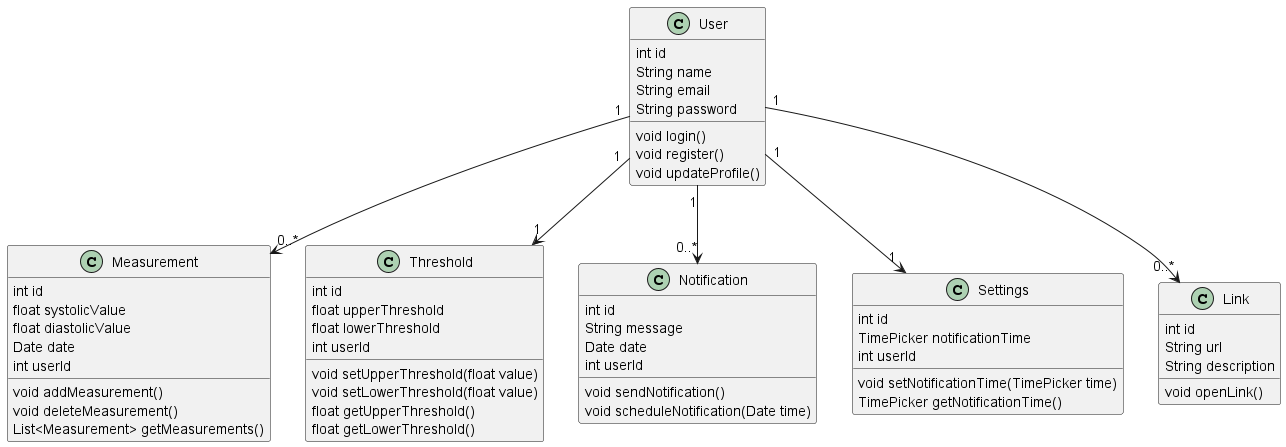 C User
int id
String name
String email
String password
void login()
void register()
void updateProfile()
1
1
1
1
1
0..*
1
0..*
1
0..*
C Measurement
int id
float systolicValue
float diastolicValue
Date date
int userId
void addMeasurement()
void deleteMeasurement()
List<Measurement> getMeasurements()
C Threshold
int id
float upperThreshold
float lowerThreshold
int userId
void setUpperThreshold(float value)
void setLowerThreshold(float value)
float getUpperThreshold()
float getLowerThreshold()
C Notification
int id
String message
Date date
int userId
void sendNotification()
void scheduleNotification(Date time)
C Settings
int id
TimePicker notificationTime
int userId
void setNotificationTime(TimePicker time)
TimePicker getNotificationTime()
C Link
int id
String url
String description
void openLink()